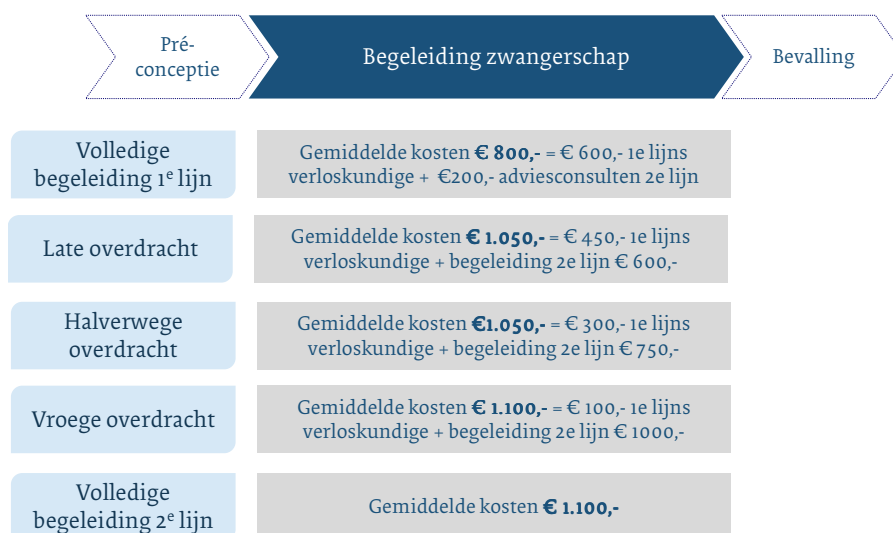 Pré-
conceptie
Begeleiding zwangerschap
Bevalling
Volledige
begeleiding 1e lijn
Gemiddelde kosten € 800,- = € 600,- 1e lijns
verloskundige + €200,- adviesconsulten 2e lijn
Late overdracht
Gemiddelde kosten € 1.050,- = € 450,- 1e lijns
verloskundige + begeleiding 2e lijn € 600,-
Halverwege
overdracht
Gemiddelde kosten €1.050,- = € 300,- 1e lijns
verloskundige + begeleiding 2e lijn € 750,-
Vroege overdracht
Gemiddelde kosten € 1.100,- = € 100,- 1e lijns
verloskundige + begeleiding 2e lijn € 1000,-
Volledige
begeleiding 2e lijn
Gemiddelde kosten € 1.100,-